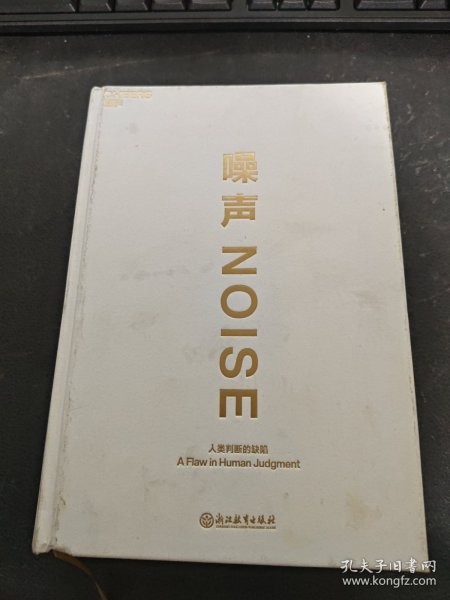 噪声 NOISE
人类判断的缺陷
A Flaw in Human Judgment
浙江教育出版社
孔夫子旧书网
www.kongfz.com